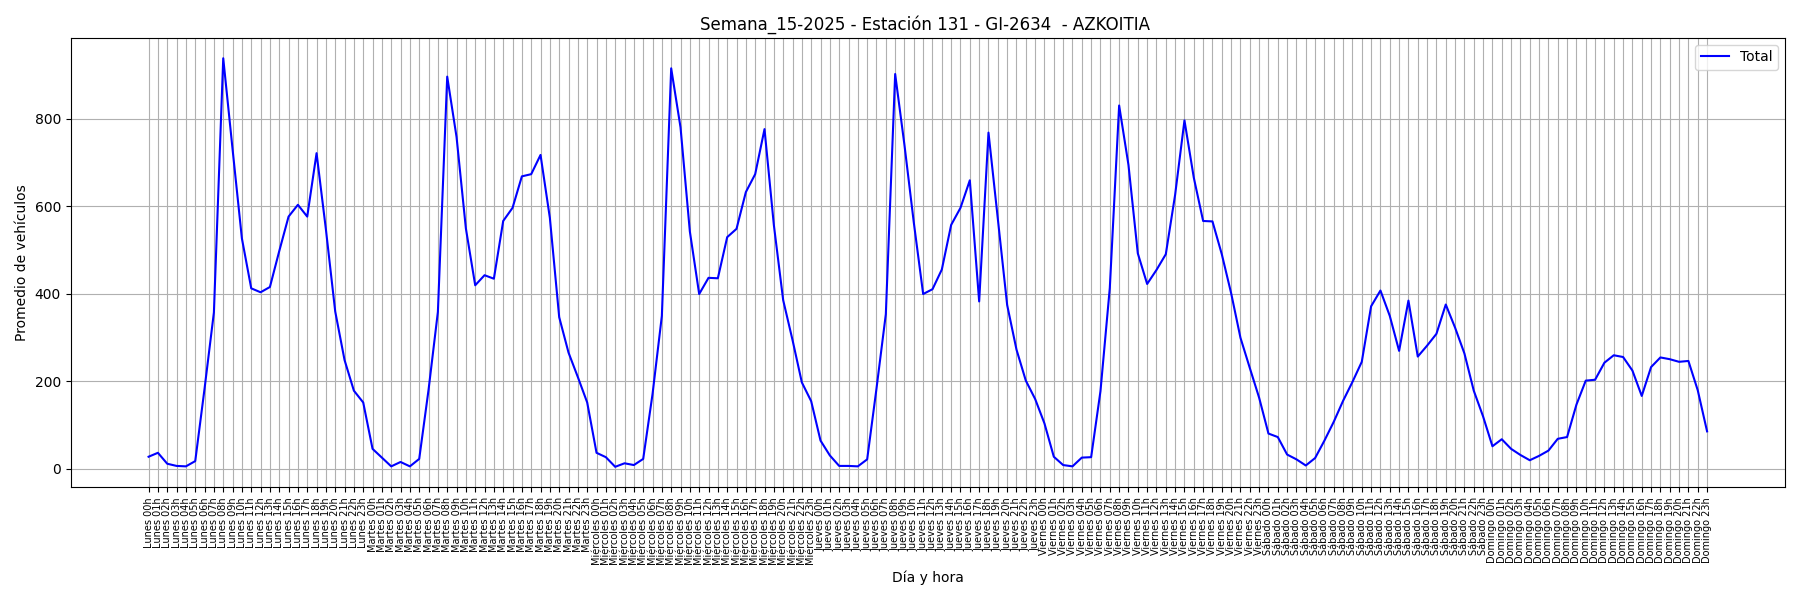 Semana_15-2025 - Estación 131 - GI-2634  - AZKOITIA
Total
Promedio de vehículos
800
600
400
200
0
Lunes 00h Lunes 01h Lunes 02h Lunes 03h Lunes 04h Lunes 05h Lunes 06h Lunes 07h Lunes 08h Lunes 09h Lunes 10h Lunes 11h Lunes 12h Lunes 13h Lunes 14h Lunes 15h Lunes 16h Lunes 17h Lunes 18h Lunes 19h Lunes 20h Lunes 21h Lunes 22h Lunes 23h Martes 00h Martes 01h Martes 02h Martes 03h Martes 04h Martes 05h Martes 06h Martes 07h Martes 08h Martes 09h Martes 10h Martes 11h Martes 12h Martes 13h Martes 14h Martes 15h Martes 16h Martes 17h Martes 18h Martes 19h Martes 20h Martes 21h Martes 22h Martes 23h Miércoles 00h Miércoles 01h Miércoles 02h Miércoles 03h Miércoles 04h Miércoles 05h Miércoles 06h Miércoles 07h Miércoles 08h Miércoles 09h Miércoles 10h Miércoles 11h Miércoles 12h Miércoles 13h Miércoles 14h Miércoles 15h Miércoles 16h Miércoles 17h Miércoles 18h Miércoles 19h Miércoles 20h Miércoles 21h Miércoles 22h Miércoles 23h Jueves 00h Jueves 01h Jueves 02h Jueves 03h Jueves 04h Jueves 05h Jueves 06h Jueves 07h Jueves 08h Jueves 09h Jueves 10h Jueves 11h Jueves 12h Jueves 13h Jueves 14h Jueves 15h Jueves 16h Jueves 17h Jueves 18h Jueves 19h Jueves 20h Jueves 21h Jueves 22h Jueves 23h Viernes 00h Viernes 01h Viernes 02h Viernes 03h Viernes 04h Viernes 05h Viernes 06h Viernes 07h Viernes 08h Viernes 09h Viernes 10h Viernes 11h Viernes 12h Viernes 13h Viernes 14h Viernes 15h Viernes 16h Viernes 17h Viernes 18h Viernes 19h Viernes 20h Viernes 21h Viernes 22h Viernes 23h Sábado 00h Sábado 01h Sábado 02h Sábado 03h Sábado 04h Sábado 05h Sábado 06h Sábado 07h Sábado 08h Sábado 09h Sábado 10h Sábado 11h Sábado 12h Sábado 13h Sábado 14h Sábado 15h Sábado 16h Sábado 17h Sábado 18h Sábado 19h Sábado 20h Sábado 21h Sábado 22h Sábado 23h Domingo 00h Domingo 01h Domingo 02h Domingo 03h Domingo 04h Domingo 05h Domingo 06h Domingo 07h Domingo 08h Domingo 09h Domingo 10h Domingo 11h Domingo 12h Domingo 13h Domingo 14h Domingo 15h Domingo 16h Domingo 17h Domingo 18h Domingo 19h Domingo 20h Domingo 21h Domingo 22h Domingo 23h
Día y hora